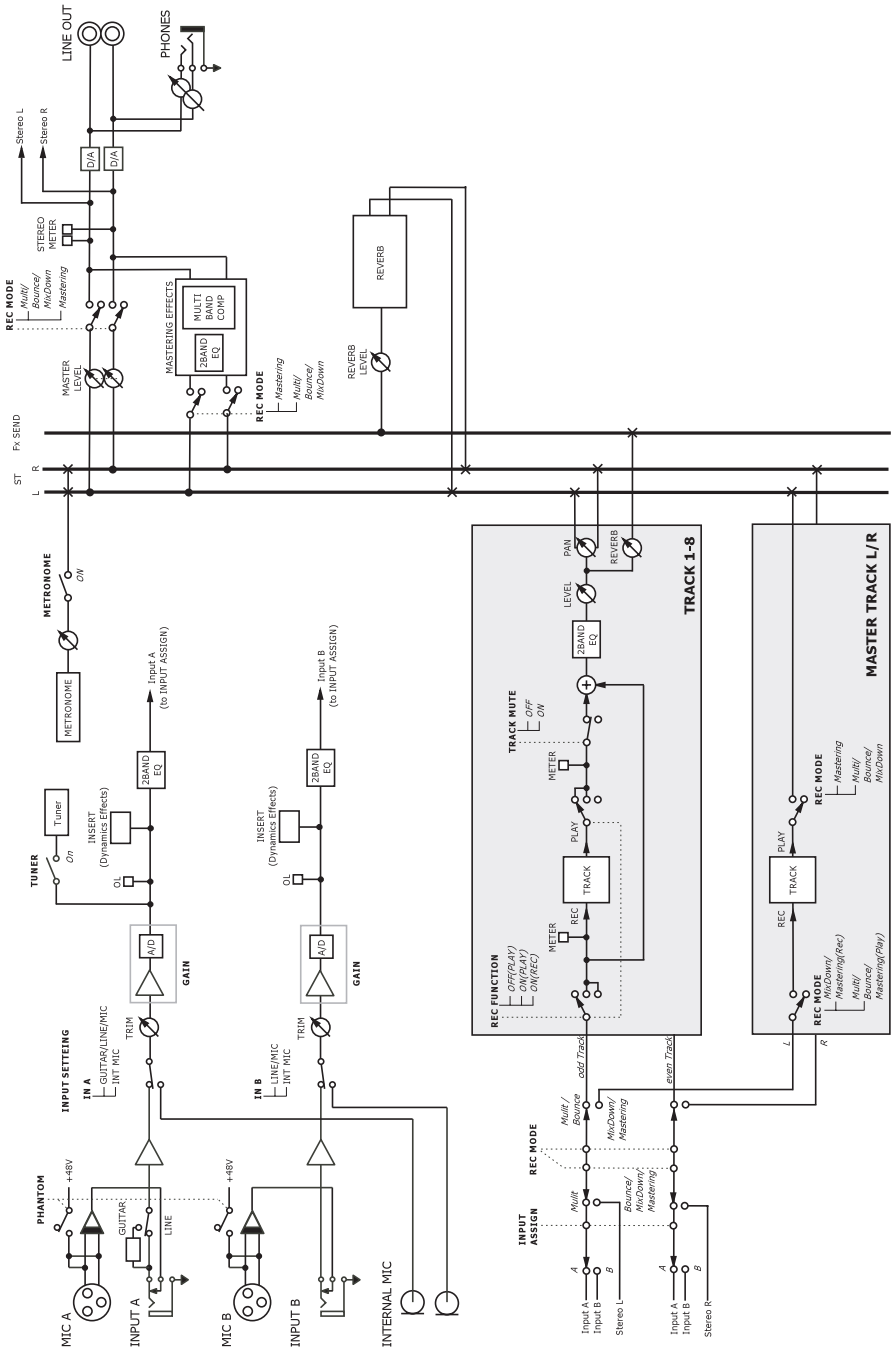 MIC A
PHANTOM
+48V
INPUT A
GUITAR
LINE
MIC B
+48V
INPUT B
INTERNAL MIC
INPUT SETTEING
IN A
GUITAR/LINE/MIC
INT MIC
IN B
LINE/MIC
INT MIC
TRIM
TRIM
A/D
GAIN
A/D
GAIN
TUNER
On
Tuner
OL
INSERT
(Dynamics Effects)
2BAND
EQ
Input A
(to INPUT ASSIGN)
OL
INSERT
(Dynamics Effects)
2BAND
EQ
Input B
(to INPUT ASSIGN)
METRONOME
METRONOME
ON
ST
L
R
Fx SEND
MASTER
LEVEL
REC MODE
Multi/
Bounce/
MixDown
Mastering
STEREO
METER
Stereo L
Stereo R
D/A
D/A
LINE OUT
PHONES
MASTERING EFFECTS
2BAND
EQ
MULTI
BAND
COMP
REC MODE
Mastering
Multi/
Bounce/
MixDown
REVERB
LEVEL
REVERB
Input A
Input B
Stereo L
A
B
Input A
Input B
Stereo R
A
B
INPUT
ASSIGN
Mulit
Bounce/
MixDown/
Mastering
REC MODE
Mulit /
Bounce
MixDown/
Mastering
odd Track
even Track
L
R
REC FUNCTION
OFF(PLAY)
ON(PLAY)
ON(REC)
METER
REC
TRACK
PLAY
METER
TRACK MUTE
OFF
ON
2BAND
EQ
LEVEL
PAN
REVERB
TRACK 1-8
REC MODE
MixDown/
Mastering(Rec)
Multi/
Bounce/
Mastering(Play)
REC
TRACK
PLAY
REC MODE
Mastering
Multi/
Bounce/
MixDown
MASTER TRACK L/R